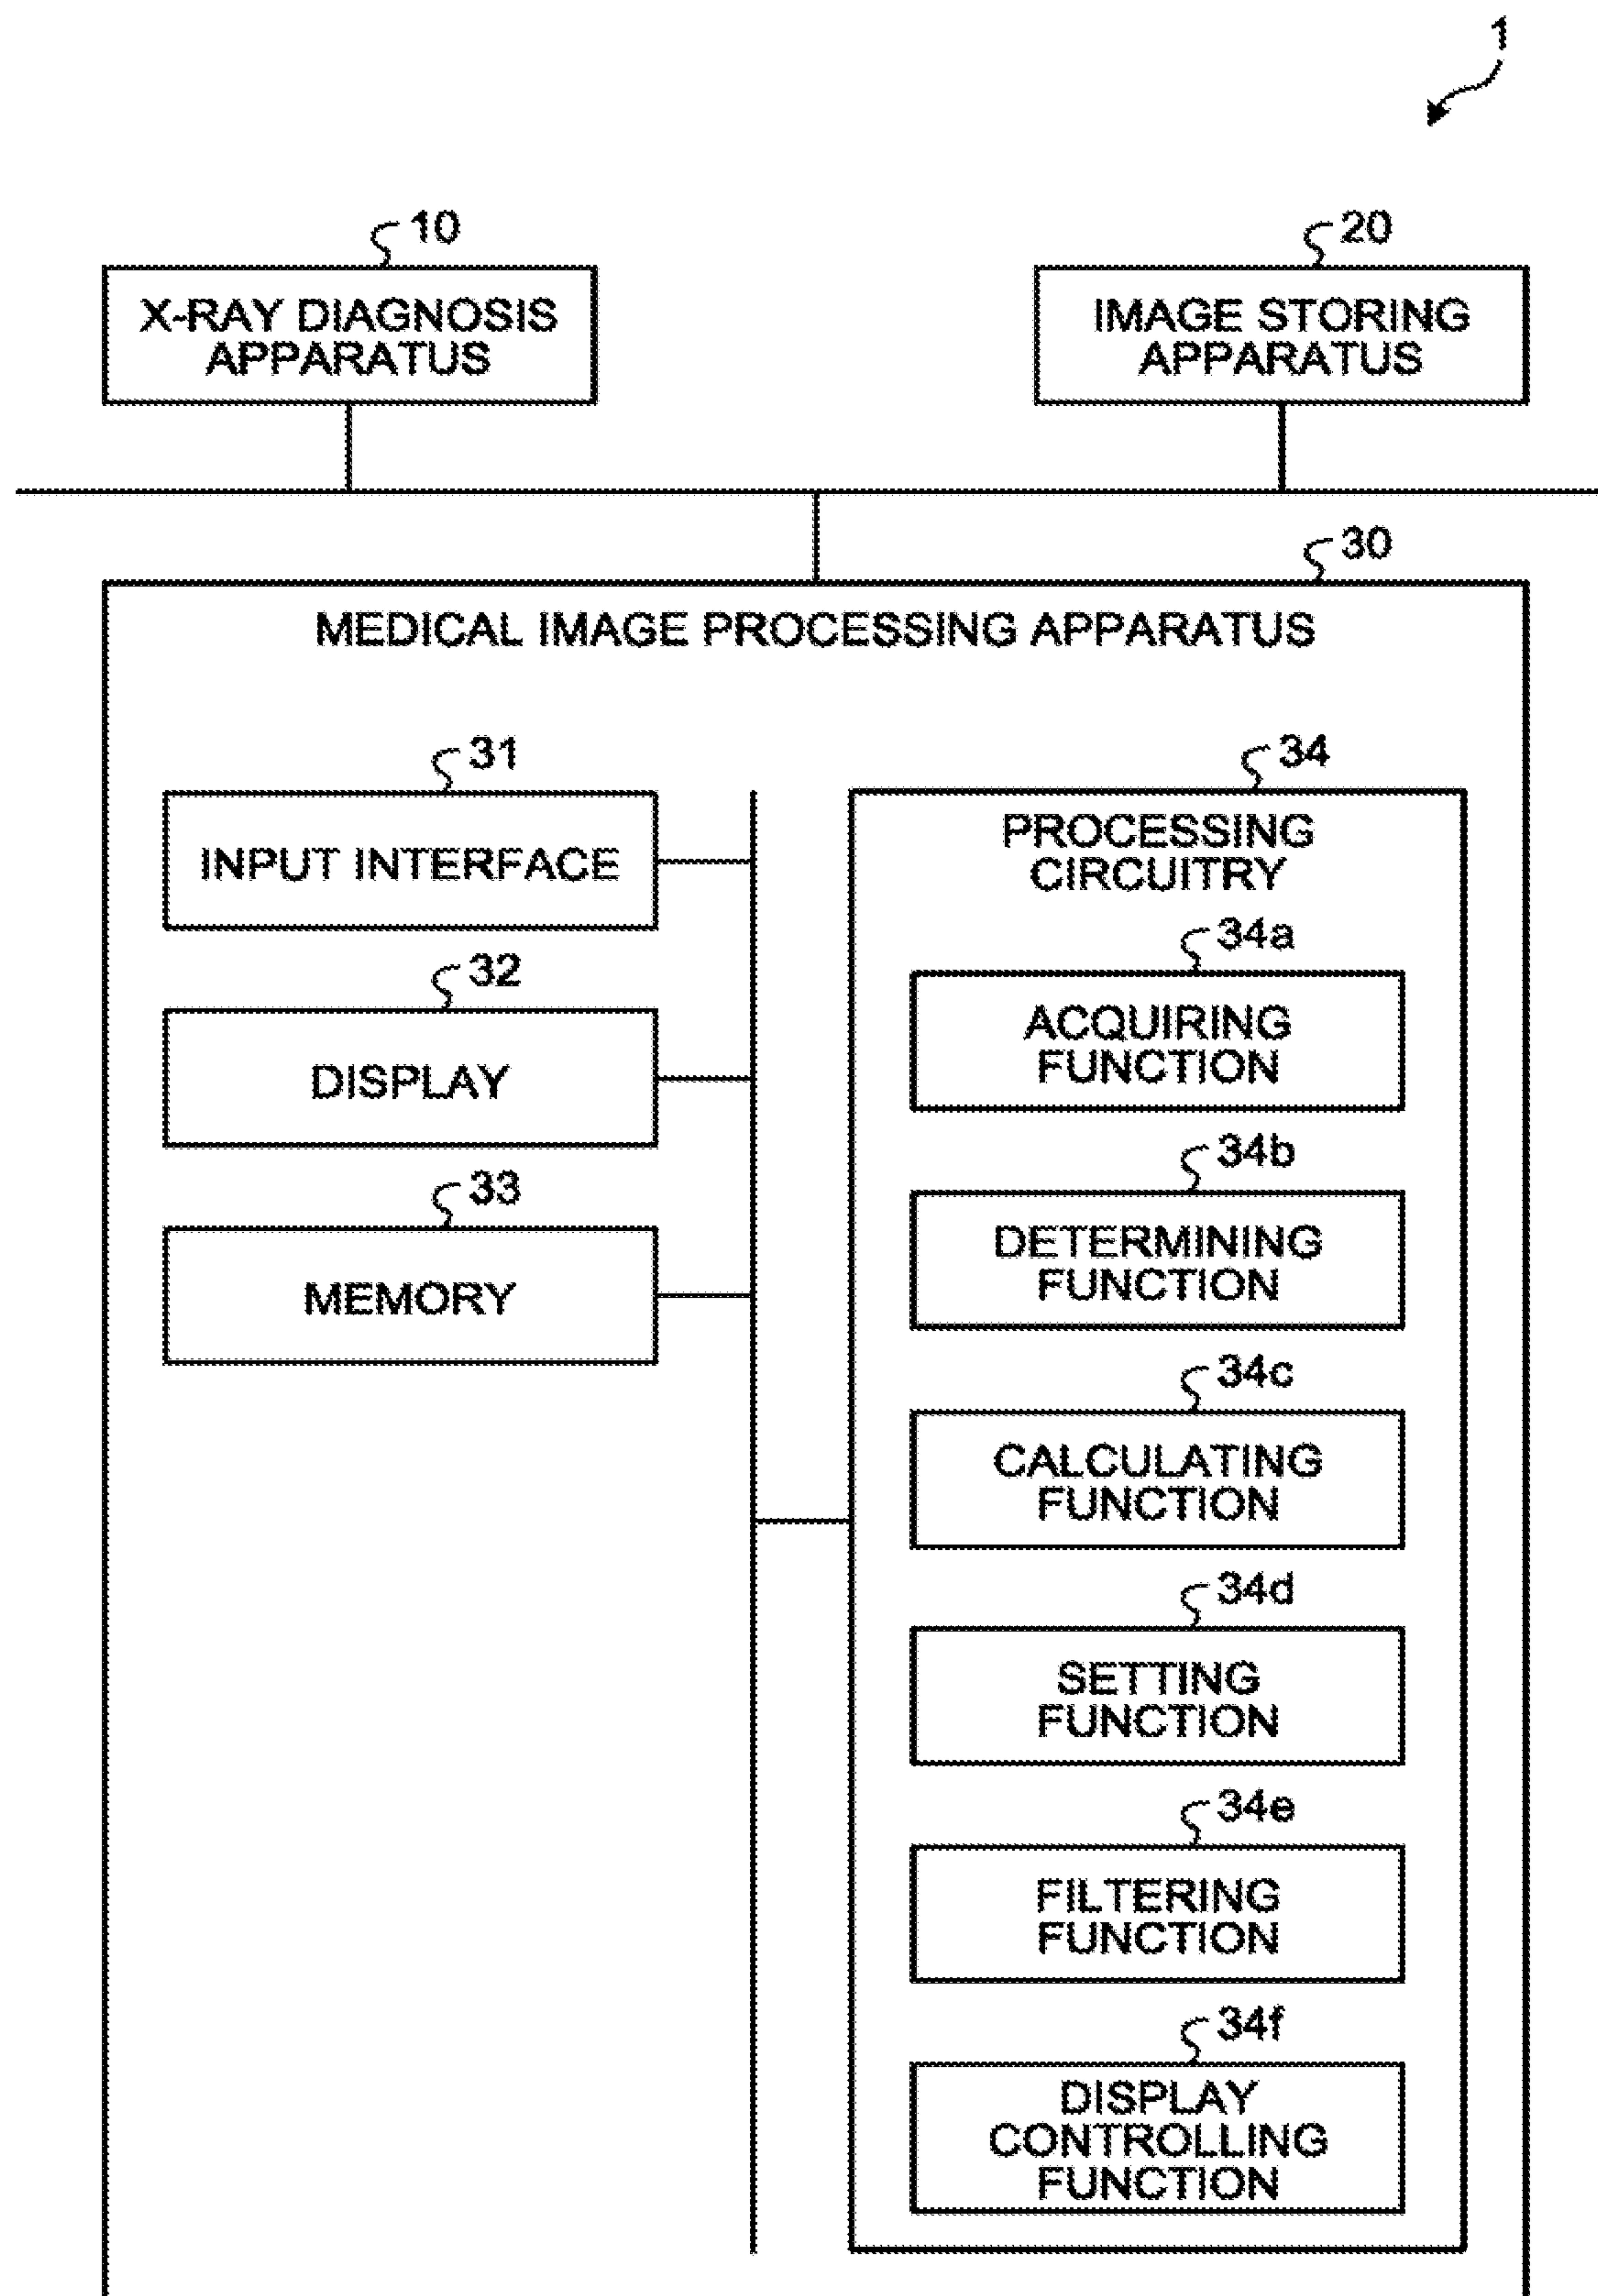 1
10
X-RAY DIAGNOSIS
APPARATUS
20
IMAGE STORING
APPARATUS
30
MEDICAL IMAGE PROCESSING APPARATUS
31
INPUT INTERFACE
32
DISPLAY
33
MEMORY
34
PROCESSING
CIRCUITRY
34a
ACQUIRING
FUNCTION
34b
DETERMINING
FUNCTION
34c
CALCULATING
FUNCTION
34d
SETTING
FUNCTION
34e
FILTERING
FUNCTION
34f
DISPLAY
CONTROLLING
FUNCTION